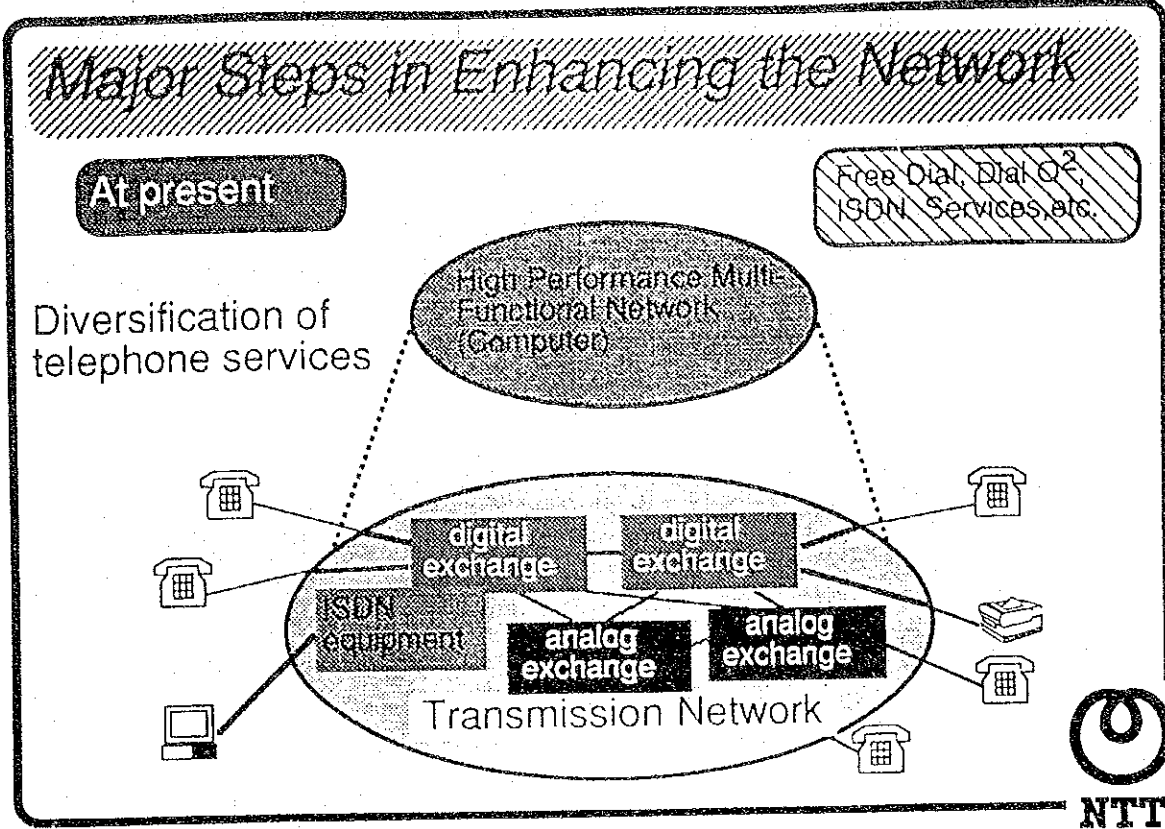 Major Steps in Enhancing the Network
At present
Free Dial, Dial Q²,
ISDN Services,etc.
High Performance Multi-
Functional Network
(Computer)
Diversification of
telephone services
digital
exchange
digital
exchange
ISDN
equipment
analog
exchange
analog
exchange
Transmission Network
NTT